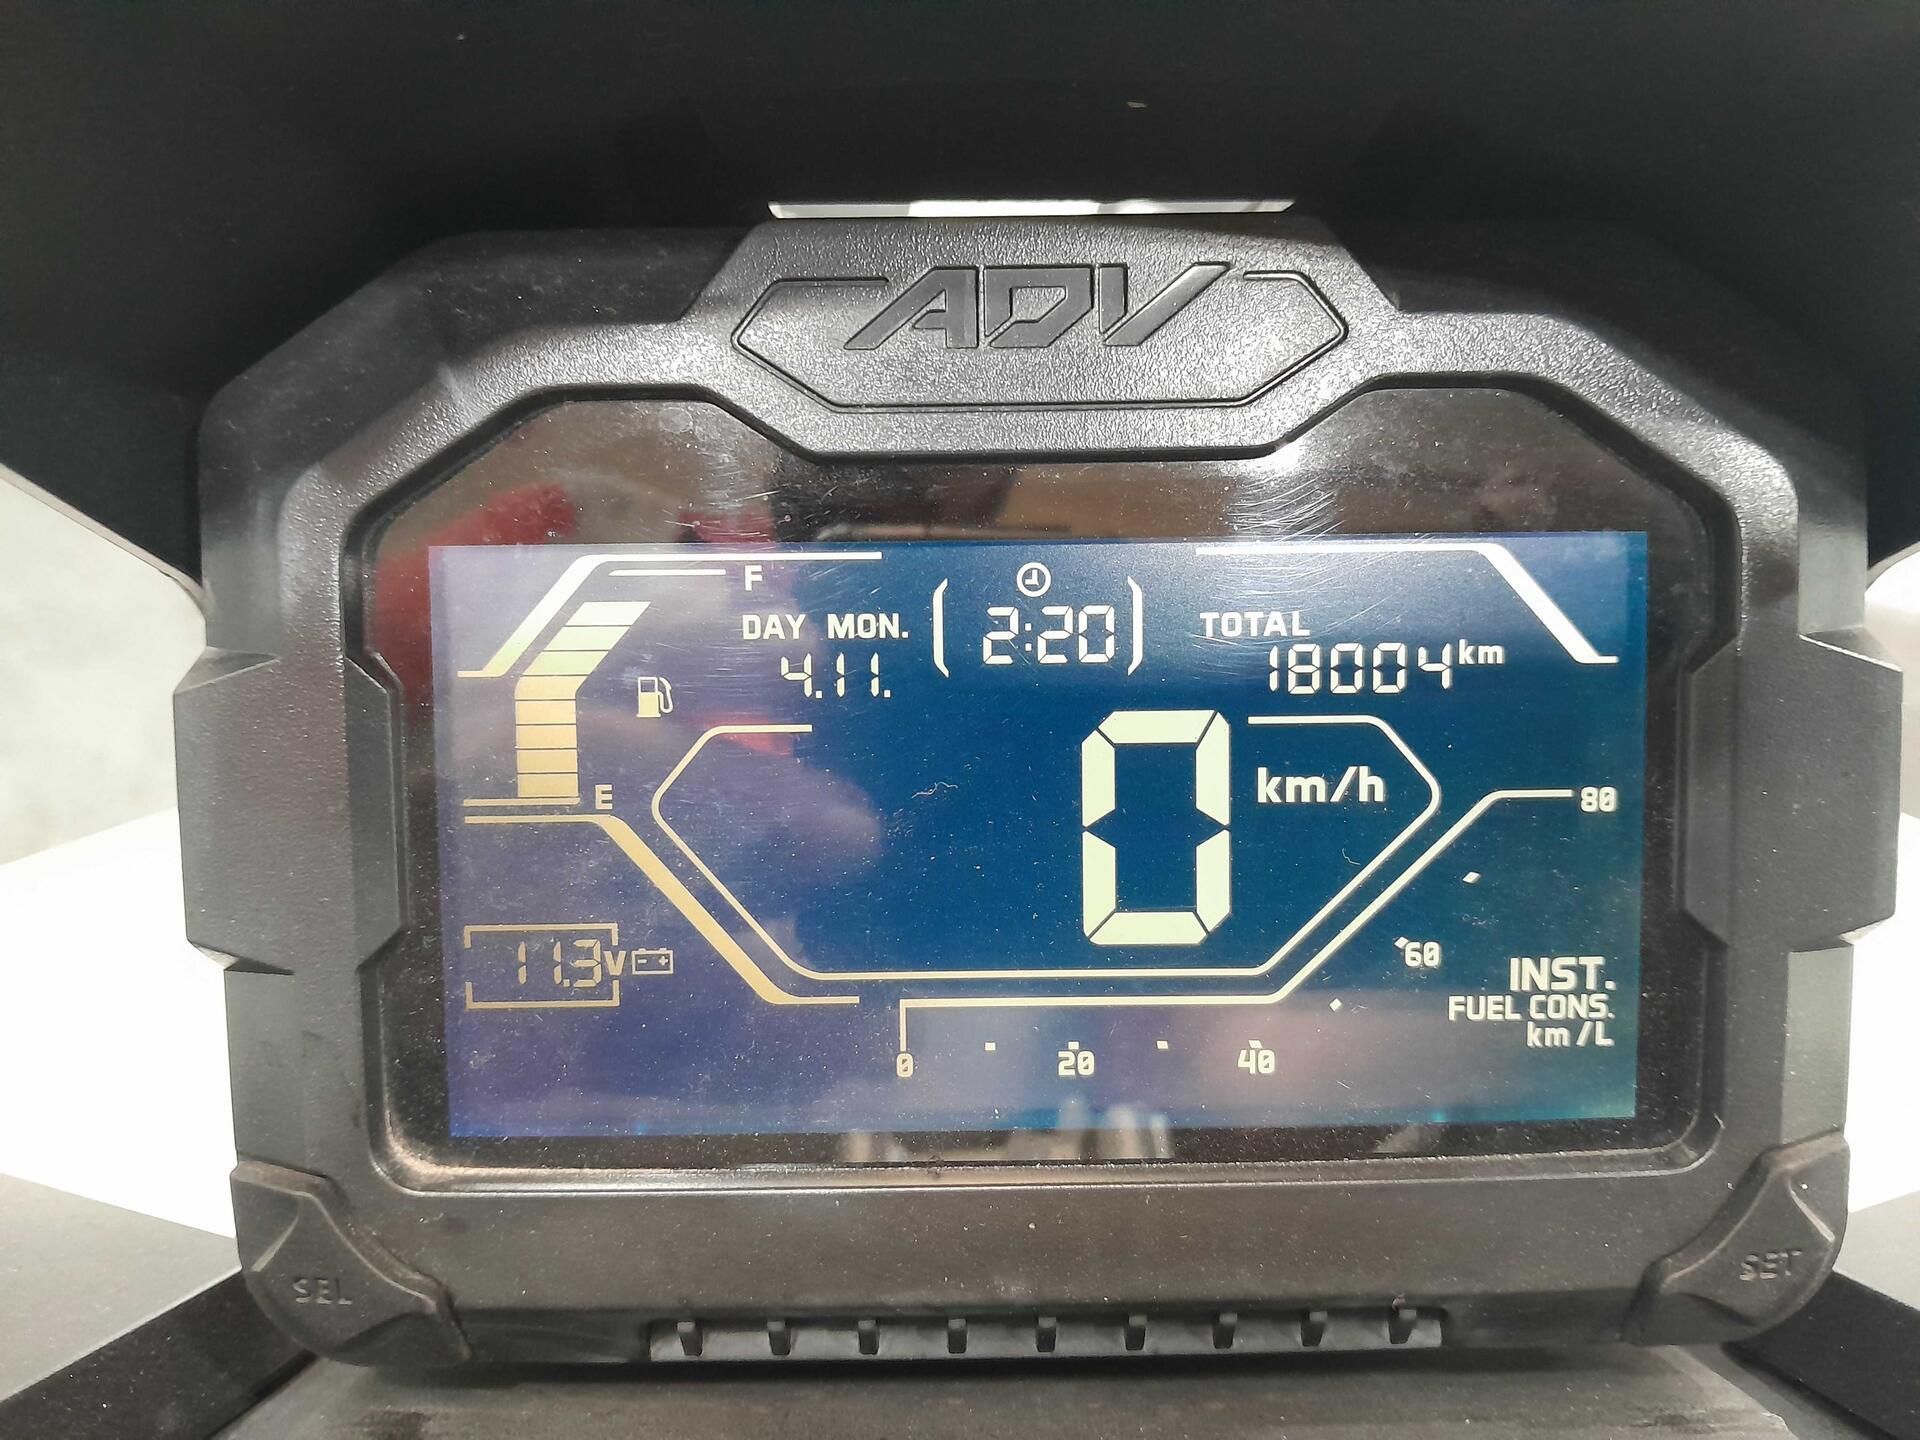 ADV
F
DAY MON.
4.11.
2:20
TOTAL
18004 km
0 km/h
E
11.3 V
0
20
40
60
80
INST.
FUEL CONS.
km/L
SEL
SET